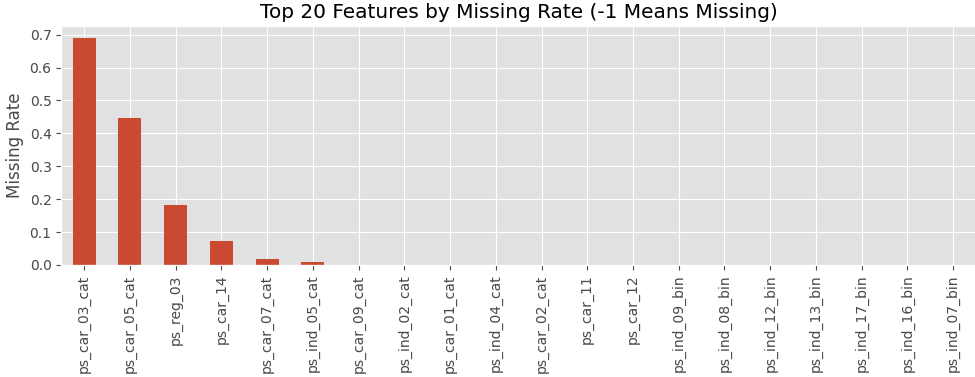 Top 20 Features by Missing Rate (-1 Means Missing)
Missing Rate
0.7
0.6
0.5
0.4
0.3
0.2
0.1
0.0
ps_car_03_cat
ps_car_05_cat
ps_reg_03
ps_car_14
ps_car_07_cat
ps_ind_05_cat
ps_car_09_cat
ps_ind_02_cat
ps_car_01_cat
ps_ind_04_cat
ps_car_02_cat
ps_car_11
ps_car_12
ps_ind_09_bin
ps_ind_08_bin
ps_ind_12_bin
ps_ind_13_bin
ps_ind_17_bin
ps_ind_16_bin
ps_ind_07_bin